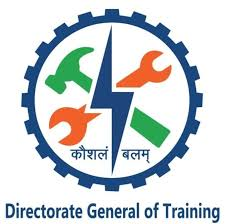 कौशलं बलम्
Directorate General of Training